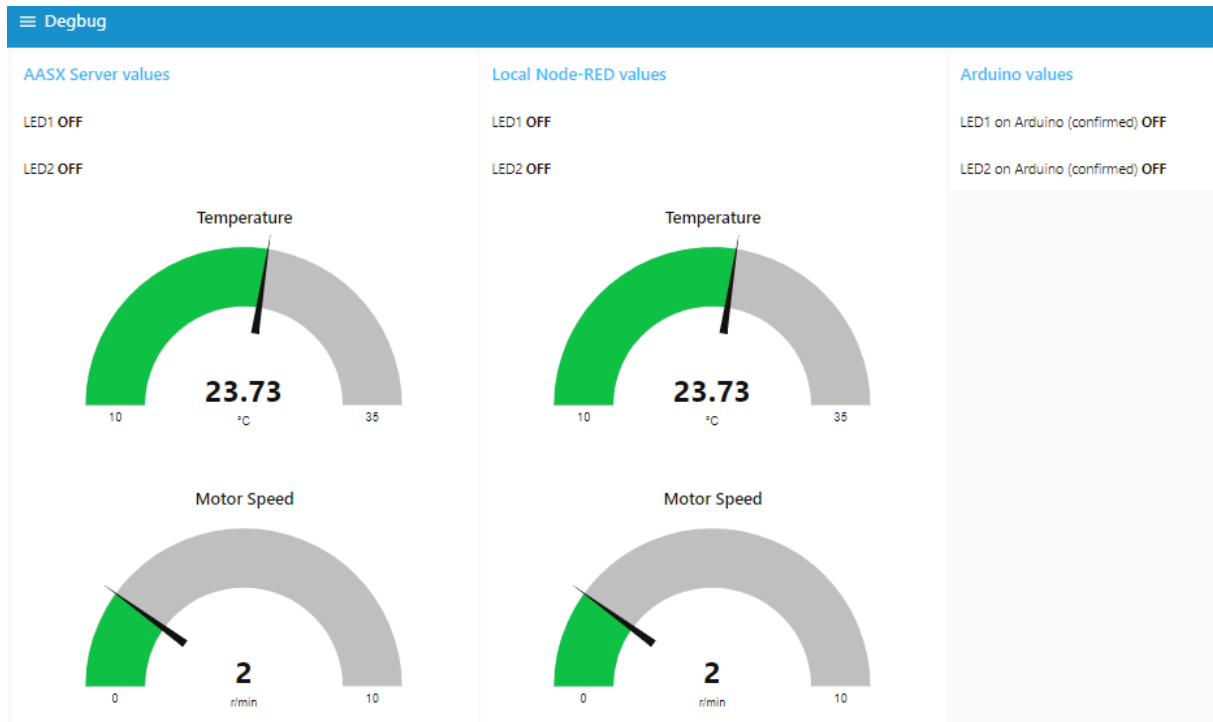 Degbug
AASX Server values
LED1 OFF
LED2 OFF
Temperature
23.73
10
°C
35
Motor Speed
2
0
r/min
10
Local Node-RED values
LED1 OFF
LED2 OFF
Temperature
23.73
10
°C
35
Motor Speed
2
0
r/min
10
Arduino values
LED1 on Arduino (confirmed) OFF
LED2 on Arduino (confirmed) OFF